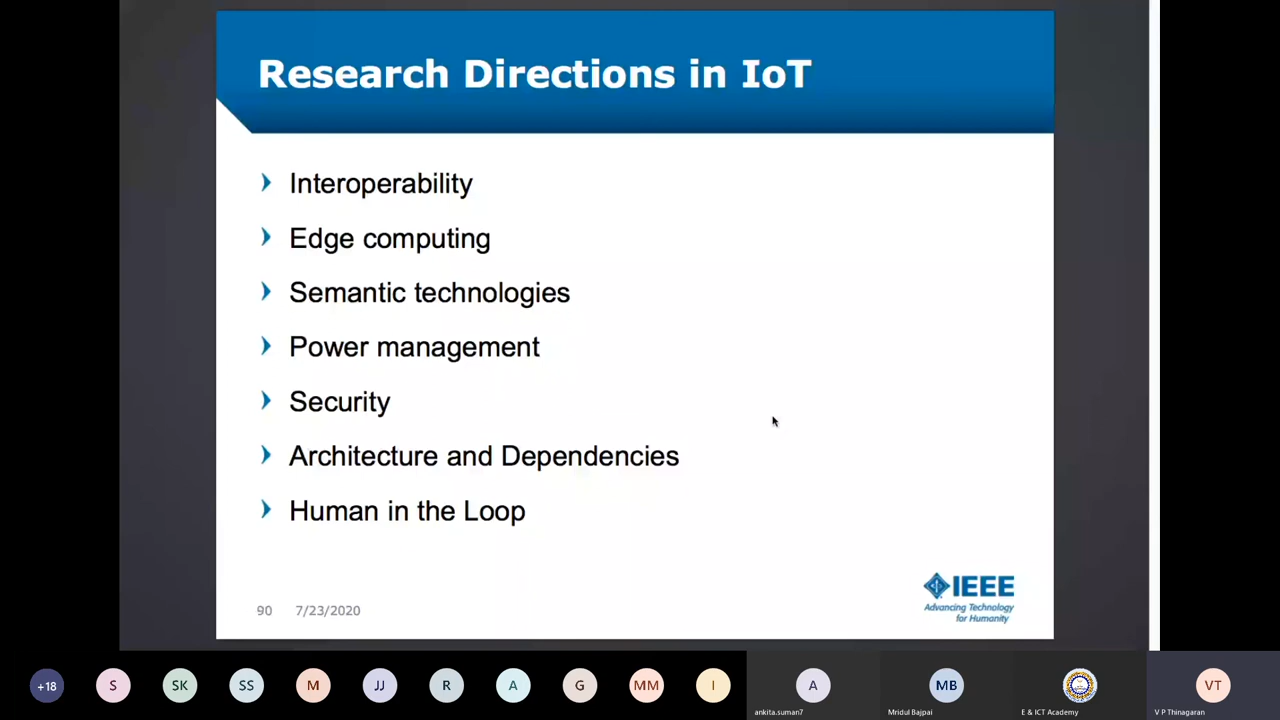 Research Directions in IoT
Interoperability
Edge computing
Semantic technologies
Power management
Security
Architecture and Dependencies
Human in the Loop
90 7/23/2020
IEEE
Advancing Technology
for Humanity
+18 S SK SS M JJ R A G MM I A MB VT
ankita.suman7 Mridul Bajpai E & ICT Academy V P Thinagaran